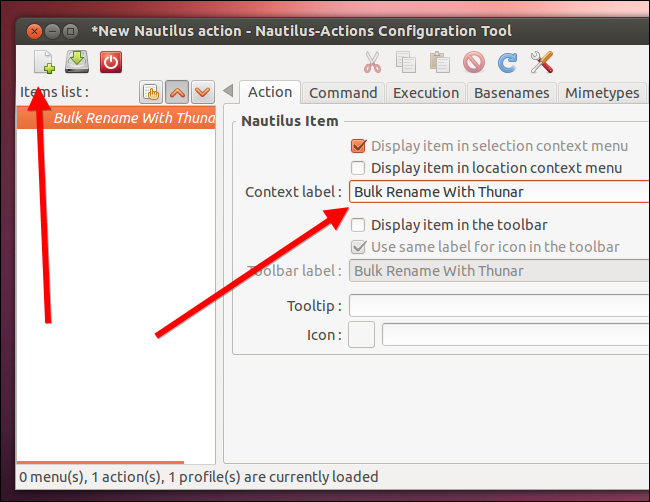 *New Nautilus action - Nautilus-Actions Configuration Tool
Items list :
Action Command Execution Basenames Mimetypes
Bulk Rename With Thuna
Nautilus Item
Display item in selection context menu
Display item in location context menu
Context label : Bulk Rename With Thunar
Display item in the toolbar
Use same label for icon in the toolbar
Toolbar label : Bulk Rename With Thunar
Tooltip :
Icon :
0 menu(s), 1 action(s), 1 profile(s) are currently loaded